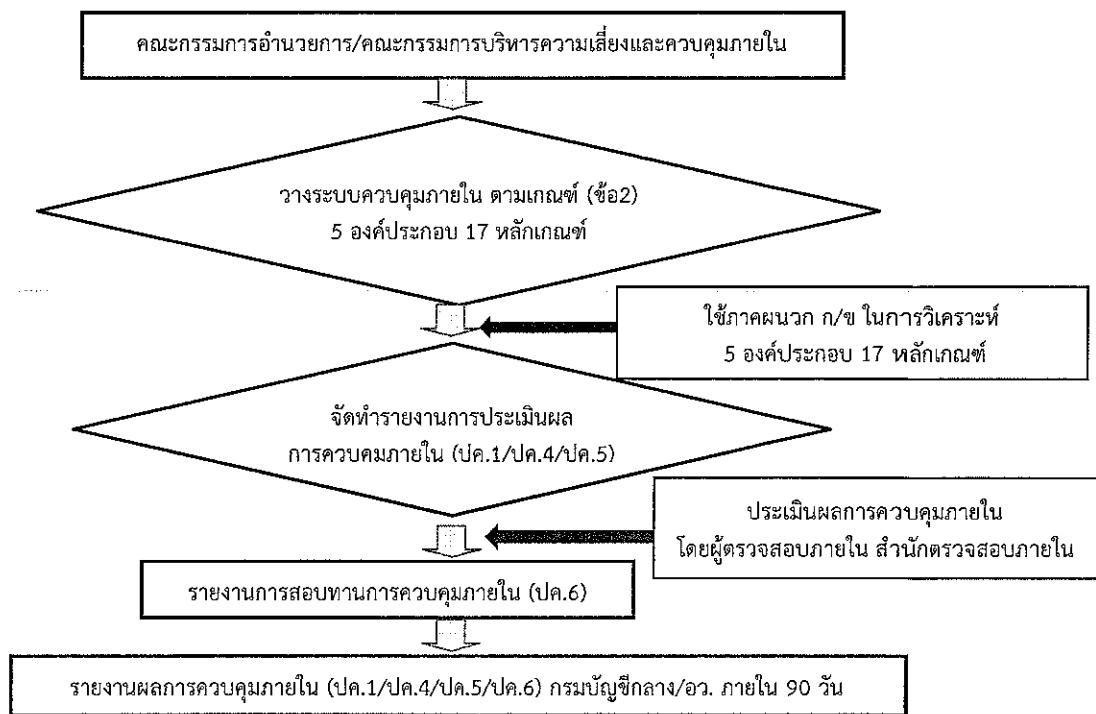 คณะกรรมการอำนวยการ/คณะกรรมการบริหารความเสี่ยงและควบคุมภายใน
วางระบบควบคุมภายใน ตามเกณฑ์ (ข้อ2)
5 องค์ประกอบ 17 หลักเกณฑ์
ใช้ภาคผนวก ก/ข ในการวิเคราะห์
5 องค์ประกอบ 17 หลักเกณฑ์
จัดทำรายงานการประเมินผล
การควบคุมภายใน (ปค.1/ปค.4/ปค.5)
ประเมินผลการควบคุมภายใน
โดยผู้ตรวจสอบภายใน สำนักตรวจสอบภายใน
รายงานการสอบทานการควบคุมภายใน (ปค.6)
รายงานผลการควบคุมภายใน (ปค.1/ปค.4/ปค.5/ปค.6) กรมบัญชีกลาง/อว. ภายใน 90 วัน